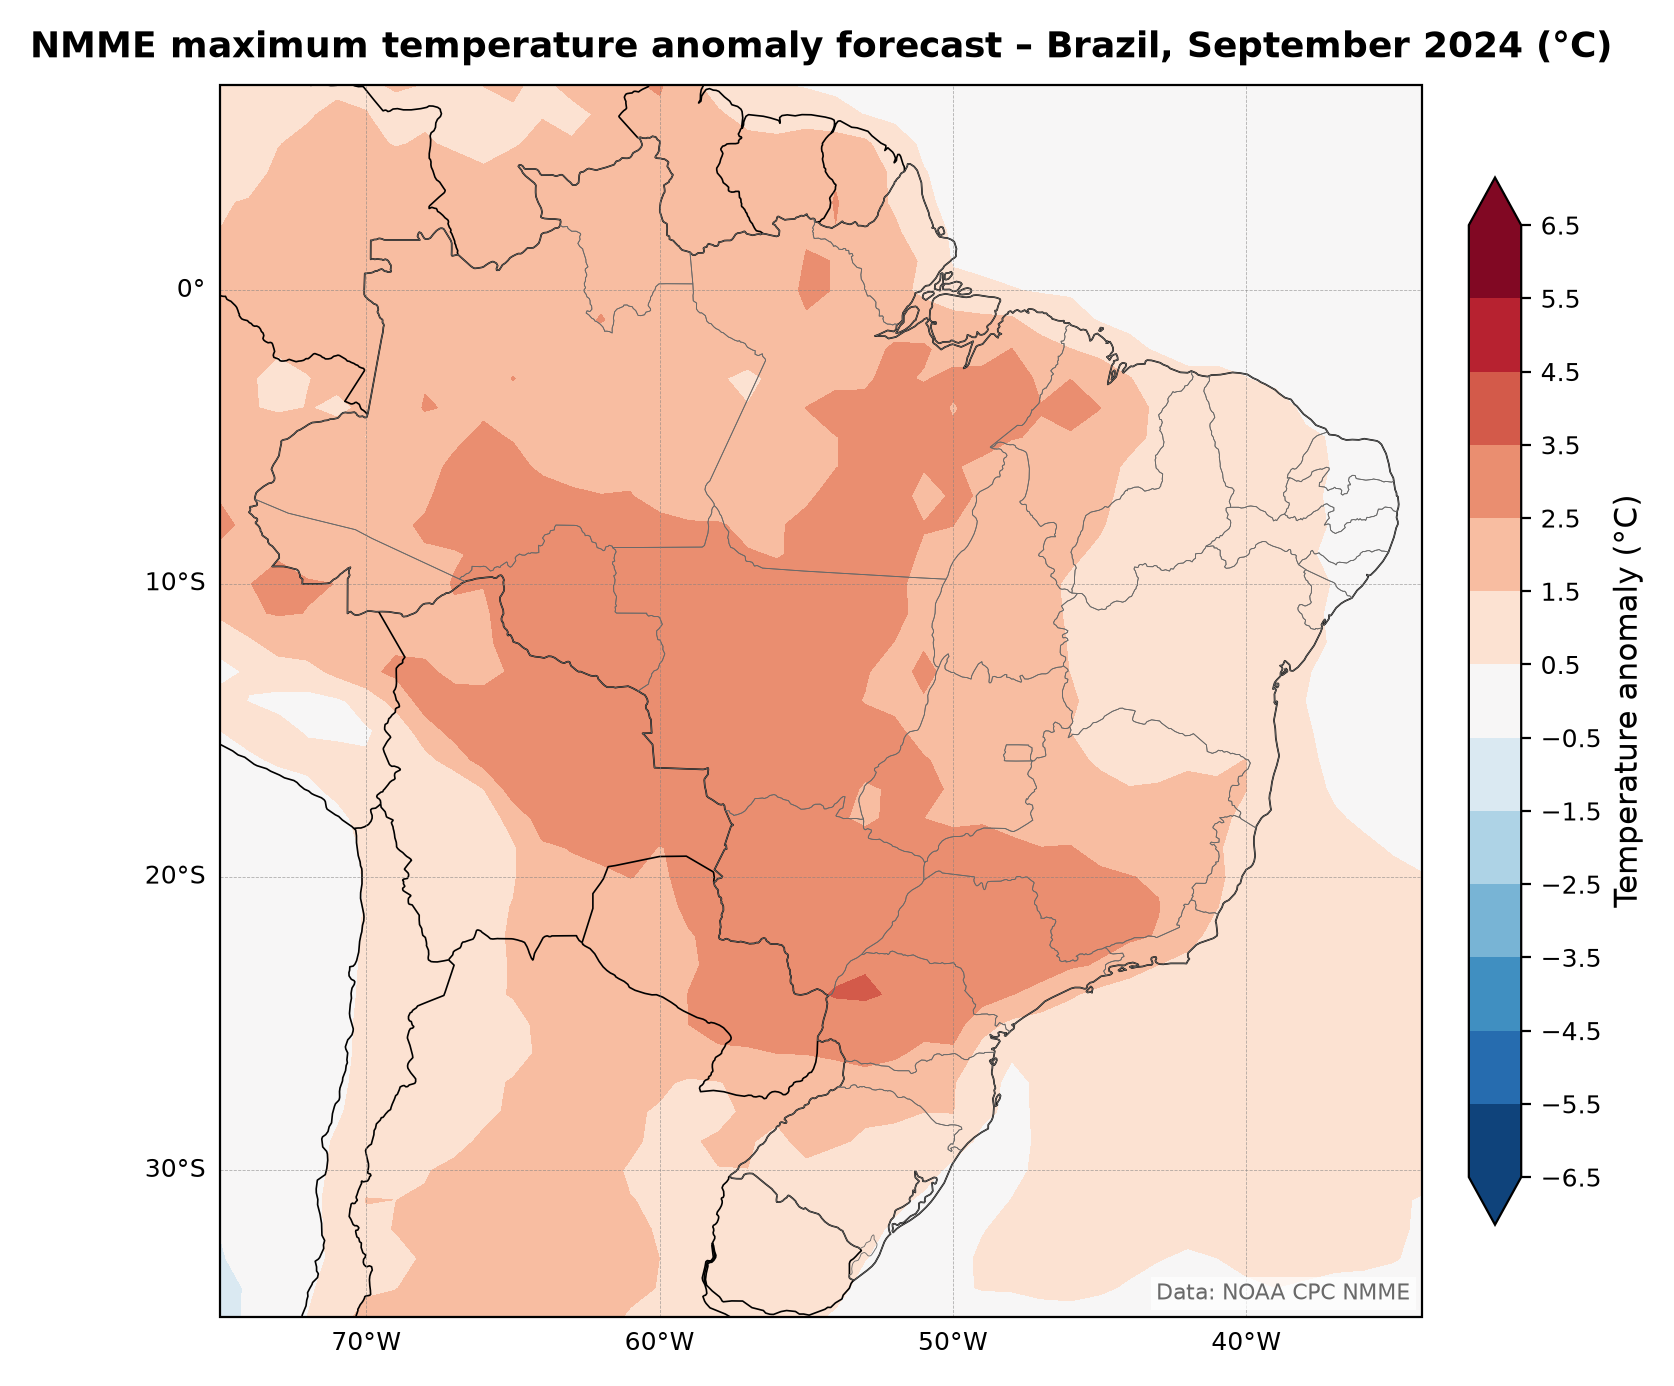 NMME maximum temperature anomaly forecast – Brazil, September 2024 (°C)
0°
10°S
20°S
30°S
70°W
60°W
50°W
40°W
6.5
5.5
4.5
3.5
2.5
1.5
0.5
−0.5
−1.5
−2.5
−3.5
−4.5
−5.5
−6.5
Temperature anomaly (°C)
Data: NOAA CPC NMME